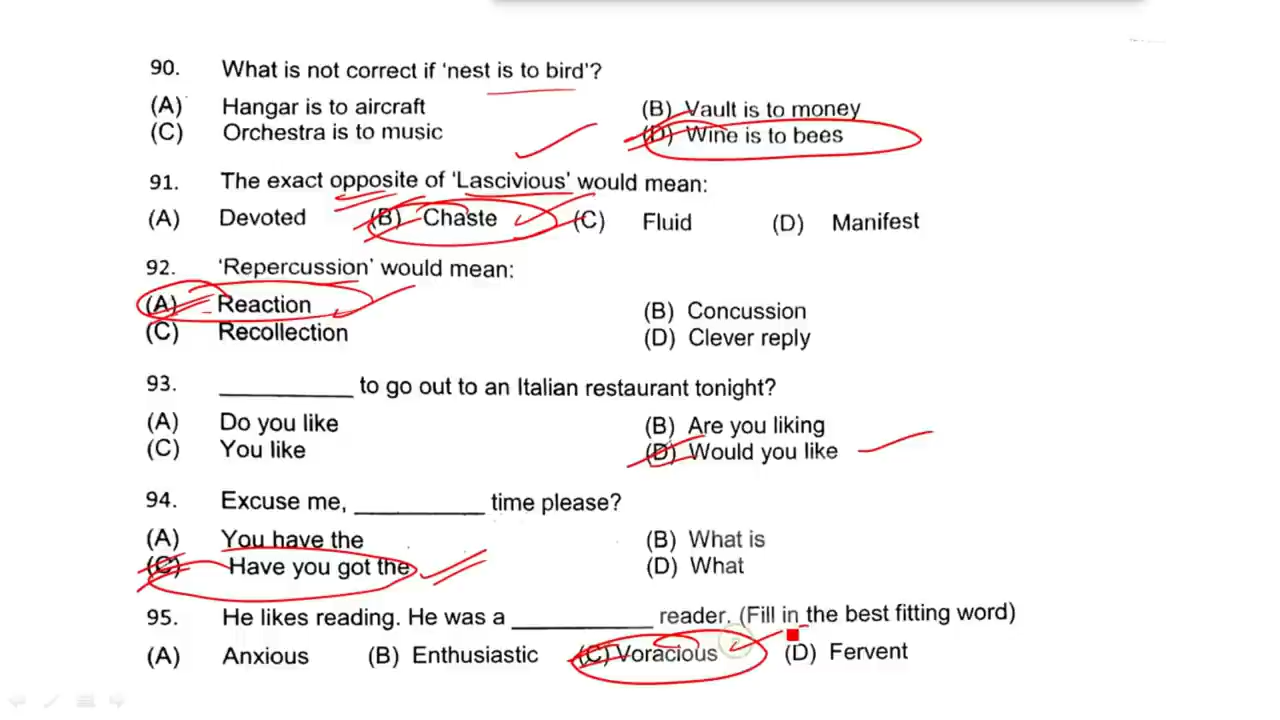 90. What is not correct if 'nest is to bird'?
(A) Hangar is to aircraft (B) Vault is to money
(C) Orchestra is to music (D) Wine is to bees
91. The exact opposite of 'Lascivious' would mean:
(A) Devoted (B) Chaste (C) Fluid (D) Manifest
92. 'Repercussion' would mean:
(A) Reaction (B) Concussion
(C) Recollection (D) Clever reply
93. __________ to go out to an Italian restaurant tonight?
(A) Do you like (B) Are you liking
(C) You like (D) Would you like
94. Excuse me, __________ time please?
(A) You have the (B) What is
(C) Have you got the (D) What
95. He likes reading. He was a __________ reader. (Fill in the best fitting word)
(A) Anxious (B) Enthusiastic (C) Voracious (D) Fervent